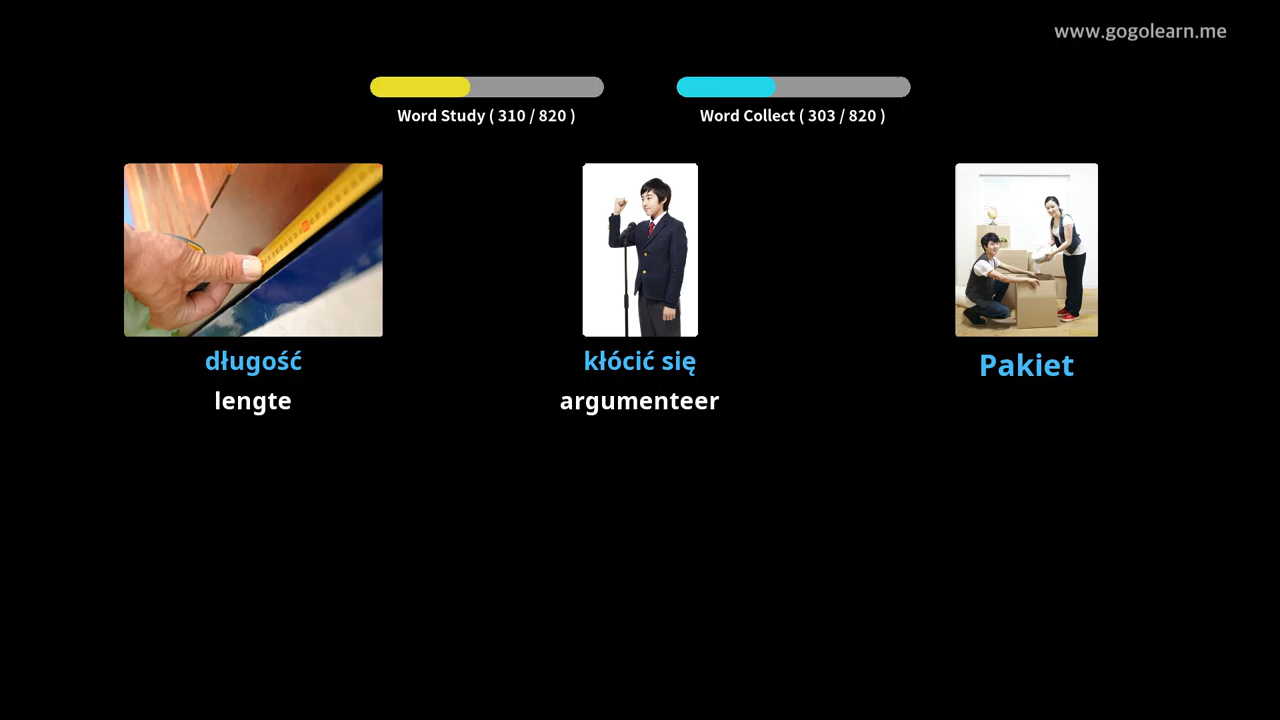 www.gogolearn.me
Word Study ( 310 / 820 )
Word Collect ( 303 / 820 )
długość
kłócić się
Pakiet
lengte
argumenteer